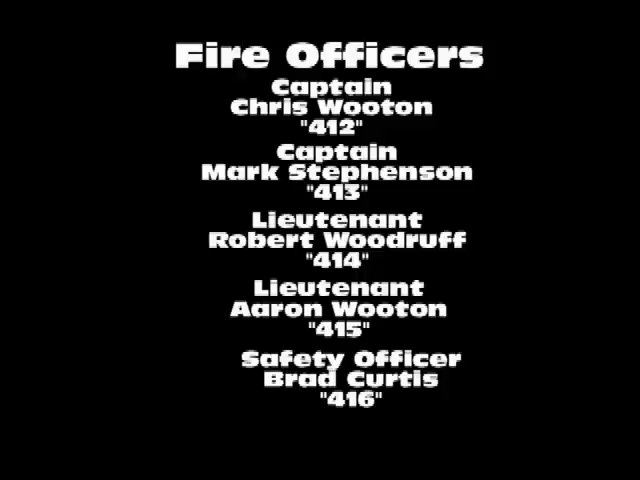 Fire Officers
Captain
Chris Wooton
"412"
Captain
Mark Stephenson
"413"
Lieutenant
Robert Woodruff
"414"
Lieutenant
Aaron Wooton
"415"
Safety Officer
Brad Curtis
"416"